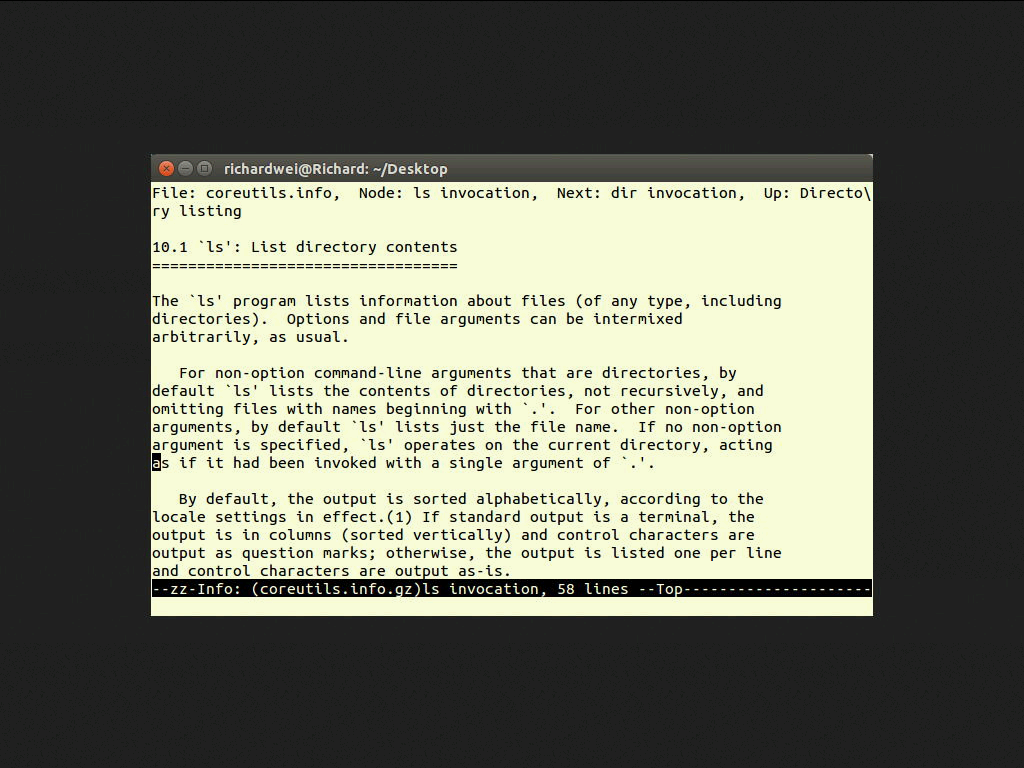 richardwei@Richard: ~/Desktop
File: coreutils.info,  Node: ls invocation,  Next: dir invocation,  Up: Directo\
ry listing
10.1 `ls': List directory contents
==================================
The `ls' program lists information about files (of any type, including
directories).  Options and file arguments can be intermixed
arbitrarily, as usual.
   For non-option command-line arguments that are directories, by
default `ls' lists the contents of directories, not recursively, and
omitting files with names beginning with `.'.  For other non-option
arguments, by default `ls' lists just the file name.  If no non-option
argument is specified, `ls' operates on the current directory, acting
as if it had been invoked with a single argument of `.'.
   By default, the output is sorted alphabetically, according to the
locale settings in effect.(1) If standard output is a terminal, the
output is in columns (sorted vertically) and control characters are
output as question marks; otherwise, the output is listed one per line
and control characters are output as-is.
--zz-Info: (coreutils.info.gz)ls invocation, 58 lines --Top---------------------